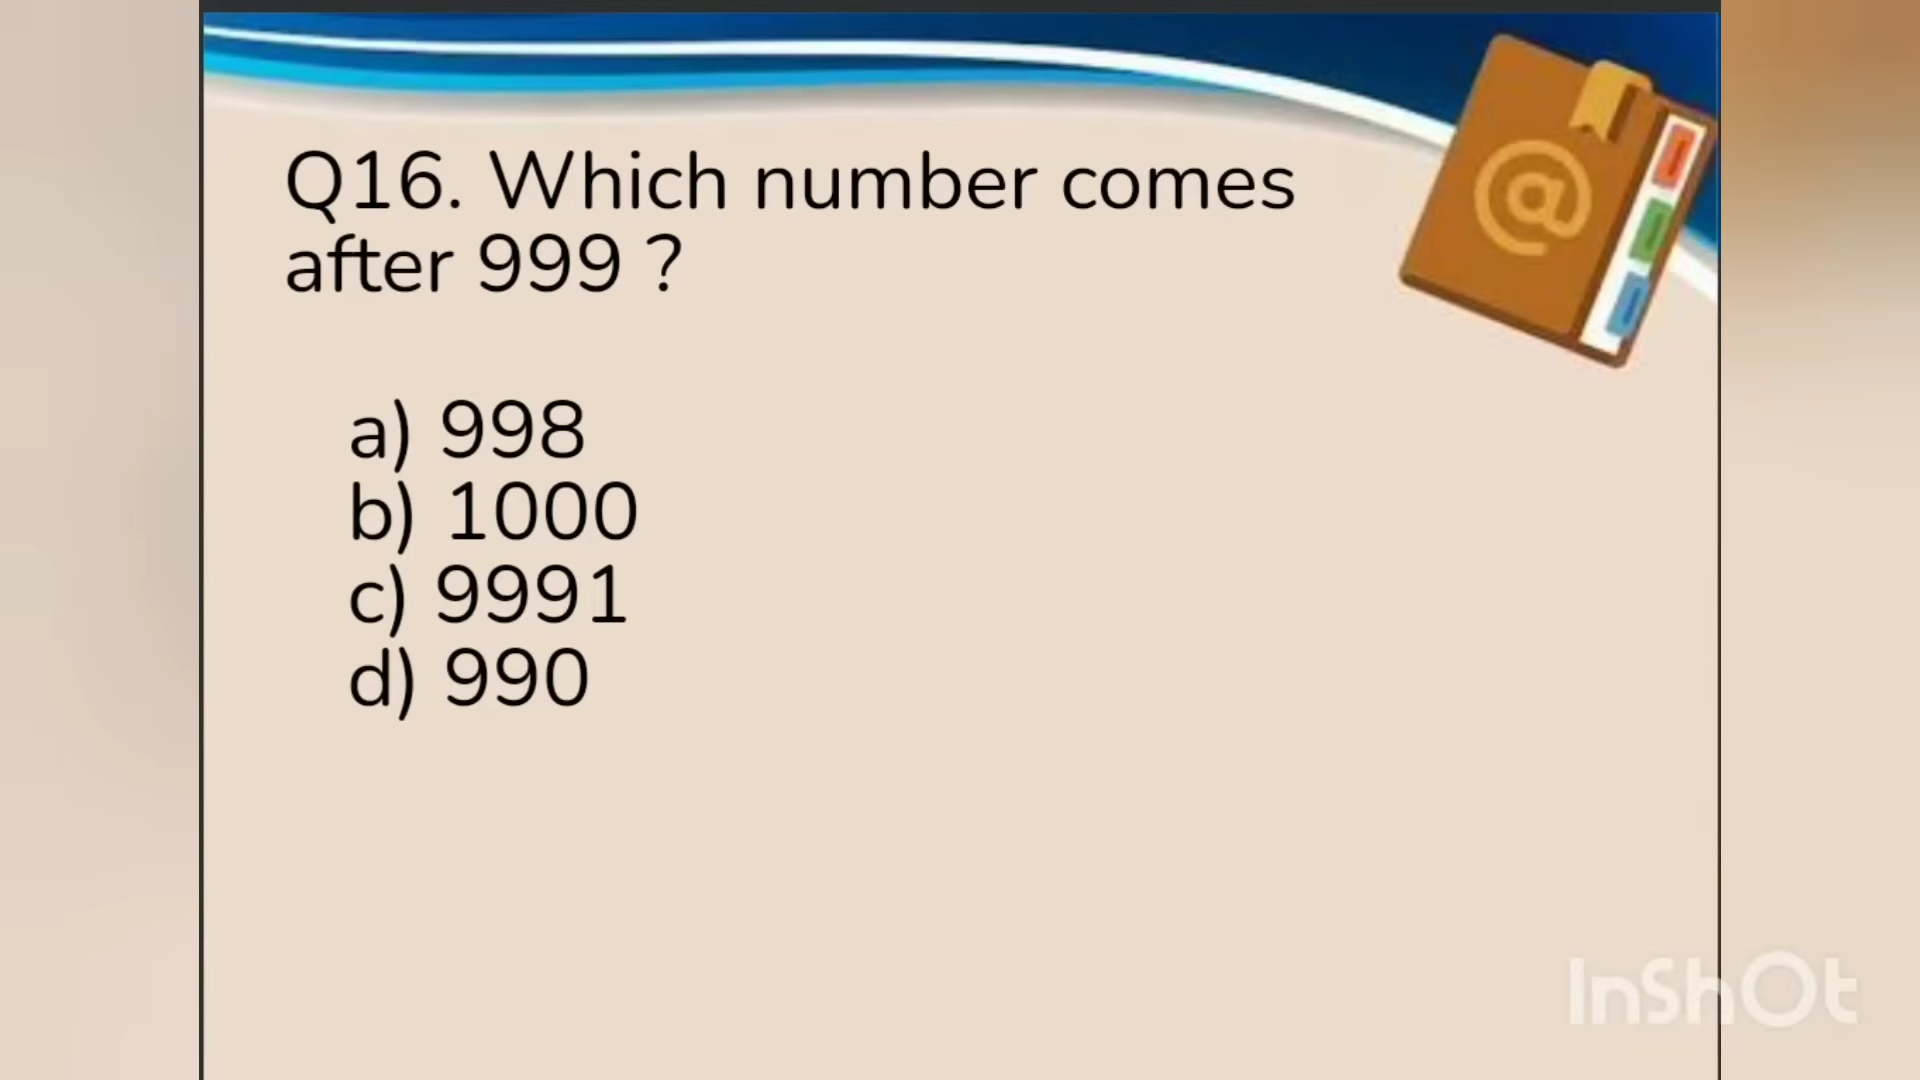 Q16. Which number comes
after 999 ?
a) 998
b) 1000
c) 9991
d) 990
@
InShOt